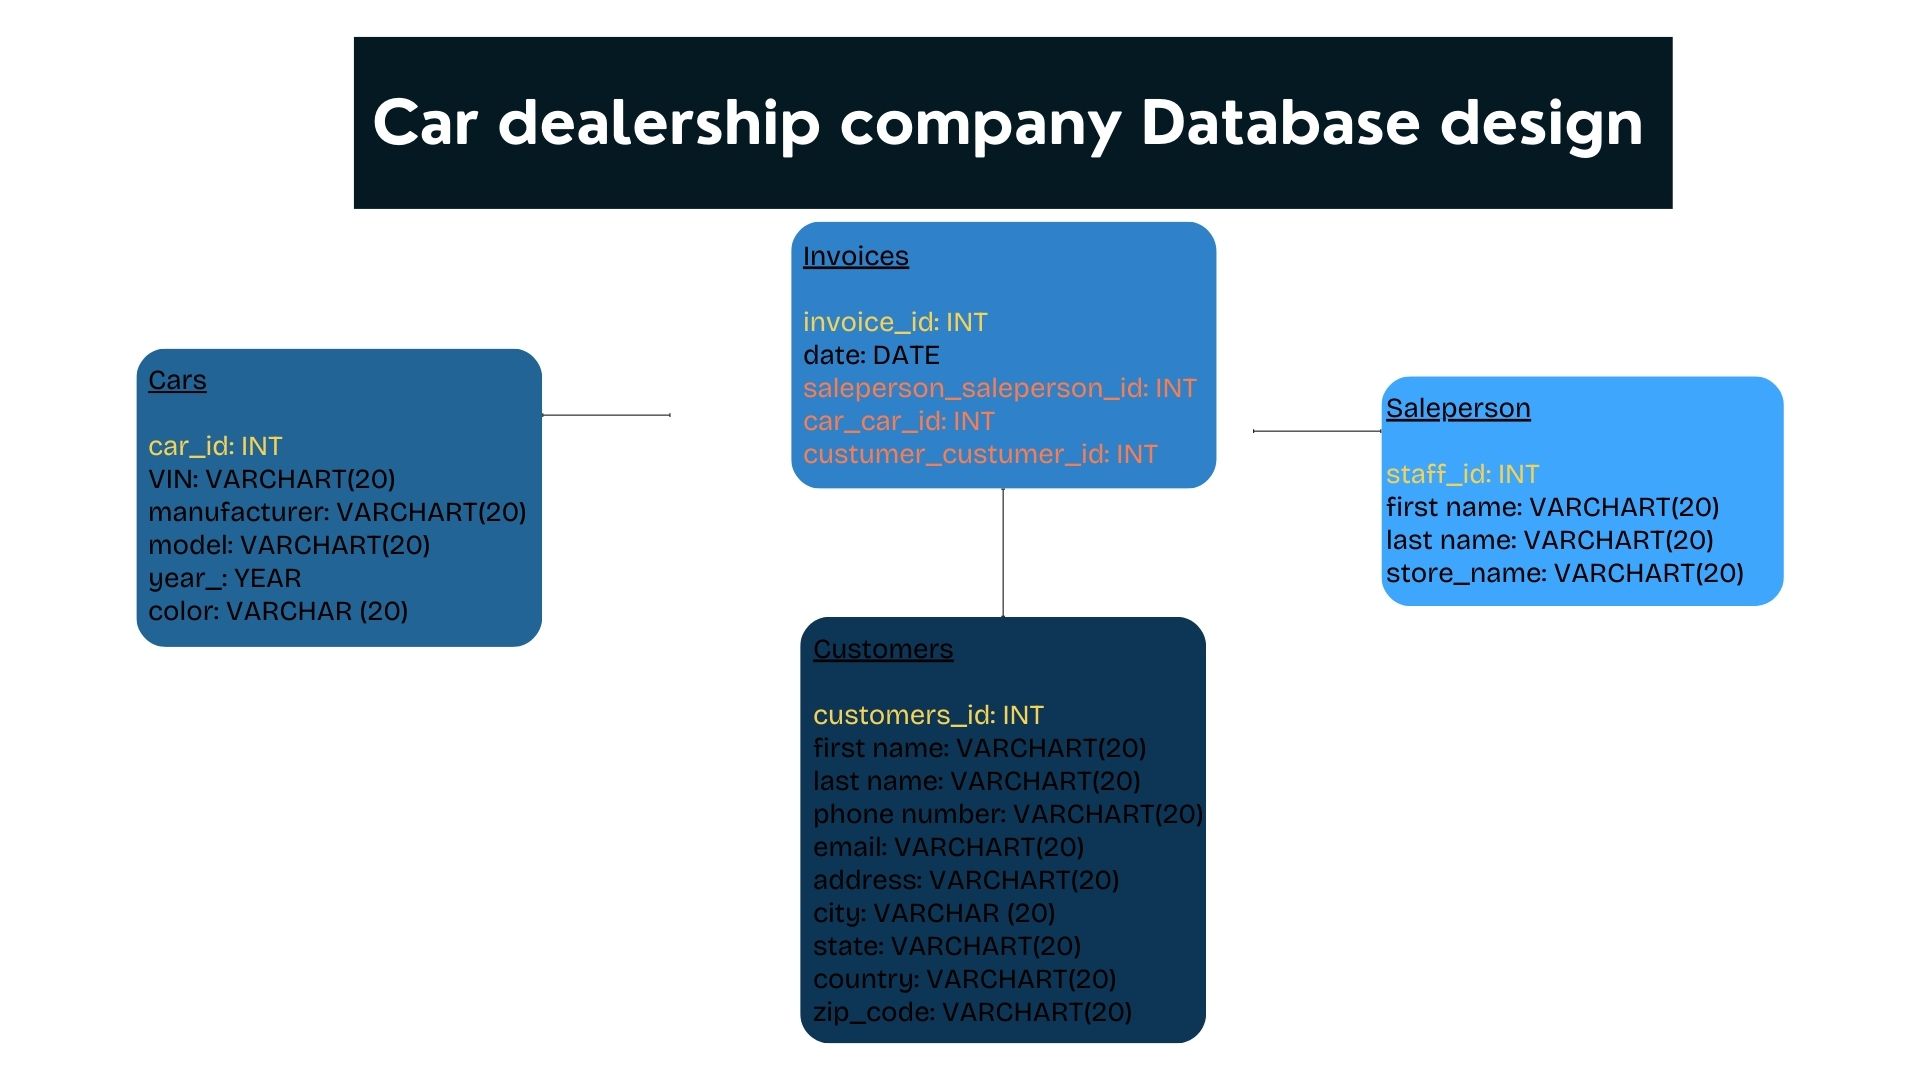 Car dealership company Database design
Invoices
invoice_id: INT
date: DATE
saleperson_saleperson_id: INT
car_car_id: INT
custumer_custumer_id: INT
Cars
car_id: INT
VIN: VARCHART(20)
manufacturer: VARCHART(20)
model: VARCHART(20)
year_: YEAR
color: VARCHAR (20)
Saleperson
staff_id: INT
first name: VARCHART(20)
last name: VARCHART(20)
store_name: VARCHART(20)
Customers
customers_id: INT
first name: VARCHART(20)
last name: VARCHART(20)
phone number: VARCHART(20)
email: VARCHART(20)
address: VARCHART(20)
city: VARCHAR (20)
state: VARCHART(20)
country: VARCHART(20)
zip_code: VARCHART(20)